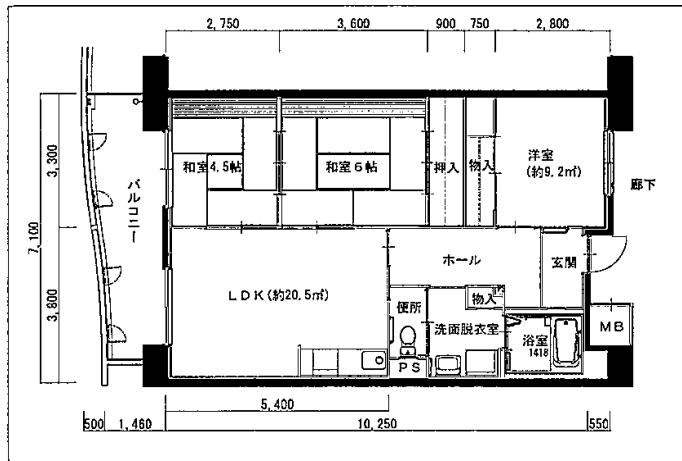 2,750 3,600 900 750 2,800
3,300
7,100
3,800
バルコニー
和室4.5帖
和室6帖
押入
物入
洋室
(約9.2㎡)
廊下
ホール
玄関
LDK(約20.5㎡)
便所
物入
洗面脱衣室
浴室
1418
MB
PS
5,400
500 1,460 10,250 550